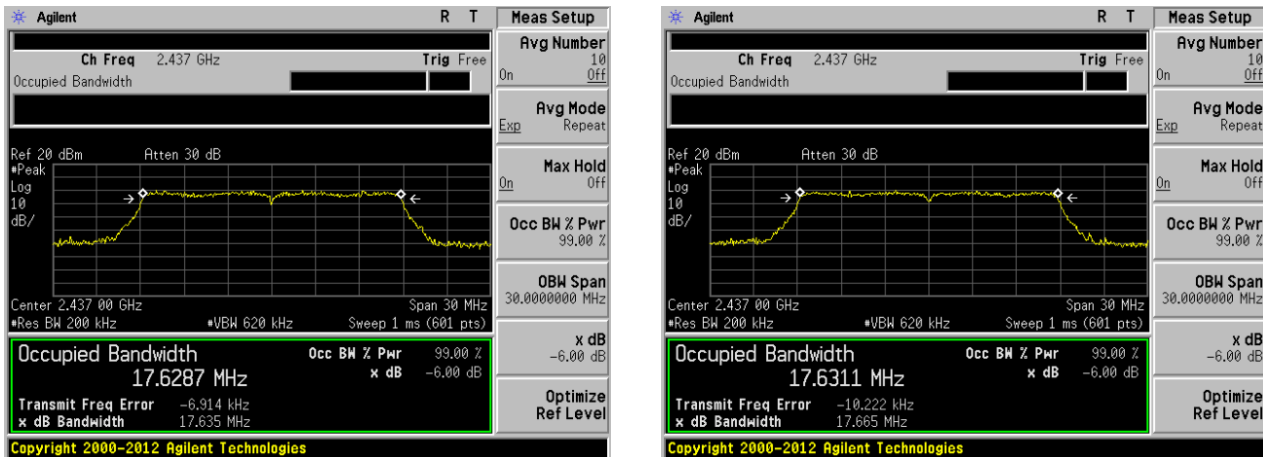 Agilent R T Meas Setup
Ch Freq 2.437 GHz Trig Free
Occupied Bandwidth
Avg Number
10
On Off
Avg Mode
Exp Repeat
Ref 20 dBm Atten 30 dB
#Peak
Log
10
dB/
Max Hold
On Off
Occ BW % Pwr
99.00 %
OBW Span
30.0000000 MHz
Center 2.437 00 GHz Span 30 MHz
#Res BW 200 kHz #VBW 620 kHz Sweep 1 ms (601 pts)
x dB
-6.00 dB
Occupied Bandwidth Occ BW % Pwr 99.00 %
17.6287 MHz x dB -6.00 dB
Transmit Freq Error -6.914 kHz
x dB Bandwidth 17.635 MHz
Optimize
Ref Level
Copyright 2000-2012 Agilent Technologies
Agilent R T Meas Setup
Ch Freq 2.437 GHz Trig Free
Occupied Bandwidth
Avg Number
10
On Off
Avg Mode
Exp Repeat
Ref 20 dBm Atten 30 dB
#Peak
Log
10
dB/
Max Hold
On Off
Occ BW % Pwr
99.00 %
OBW Span
30.0000000 MHz
Center 2.437 00 GHz Span 30 MHz
#Res BW 200 kHz #VBW 620 kHz Sweep 1 ms (601 pts)
x dB
-6.00 dB
Occupied Bandwidth Occ BW % Pwr 99.00 %
17.6311 MHz x dB -6.00 dB
Transmit Freq Error -10.222 kHz
x dB Bandwidth 17.665 MHz
Optimize
Ref Level
Copyright 2000-2012 Agilent Technologies